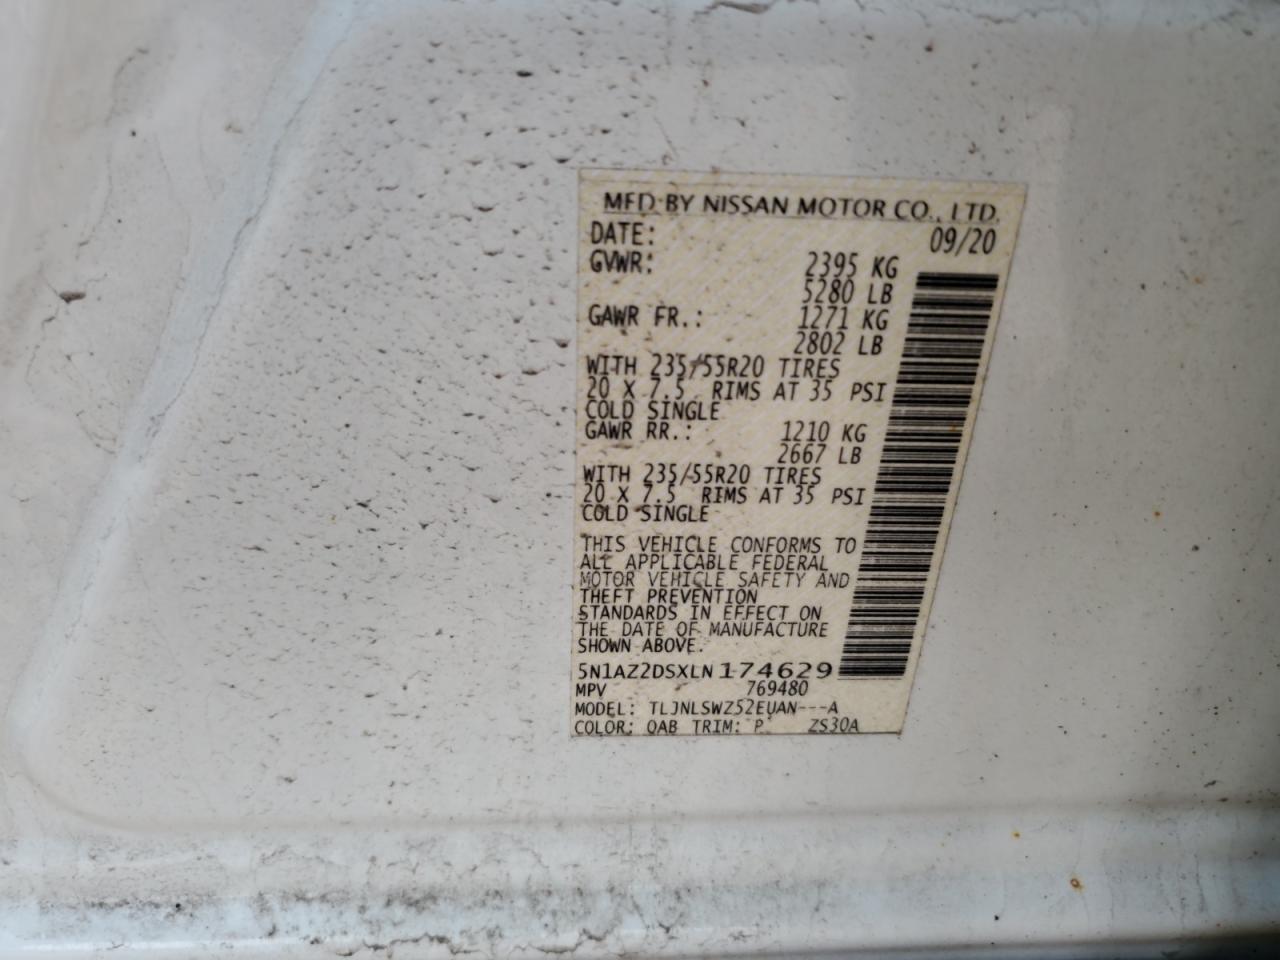 MFD BY NISSAN MOTOR CO., LTD.
DATE: 09/20
GVWR: 2395 KG
5280 LB
GAWR FR.: 1271 KG
2802 LB
WITH 235/55R20 TIRES
20 X 7.5 RIMS AT 35 PSI
COLD SINGLE
GAWR RR.: 1210 KG
2667 LB
WITH 235/55R20 TIRES
20 X 7.5 RIMS AT 35 PSI
COLD SINGLE
THIS VEHICLE CONFORMS TO
ALL APPLICABLE FEDERAL
MOTOR VEHICLE SAFETY AND
THEFT PREVENTION
STANDARDS IN EFFECT ON
THE DATE OF MANUFACTURE
SHOWN ABOVE.
5N1AZ2DSXLN174629
MPV 769480
MODEL: TLJNLSWZ52EUAN---A
COLOR: QAB TRIM: P ZS30A